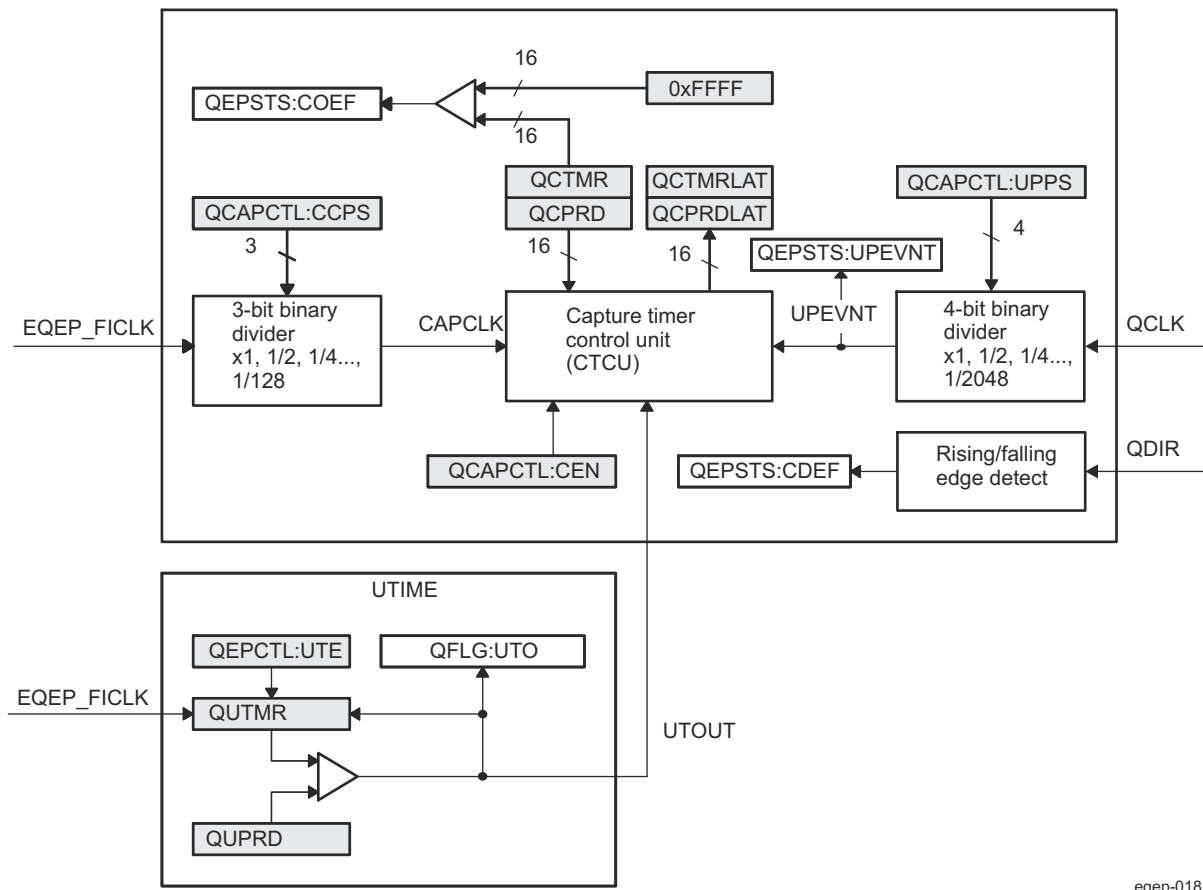 16
QEPSTS:COEF
0xFFFF
16
QCTMR
QCTMRLAT
QCAPCTL:UPPS
QCAPCTL:CCPS
QCPRD
QCPRDLAT
3
16
16
4
QEPSTS:UPEVNT
EQEP_FICLK
3-bit binary
divider
x1, 1/2, 1/4...,
1/128
CAPCLK
Capture timer
control unit
(CTCU)
UPEVNT
4-bit binary
divider
x1, 1/2, 1/4...,
1/2048
QCLK
QCAPCTL:CEN
QEPSTS:CDEF
Rising/falling
edge detect
QDIR
UTIME
QEPCTL:UTE
QFLG:UTO
EQEP_FICLK
QUTMR
UTOUT
QUPRD
eqep-018